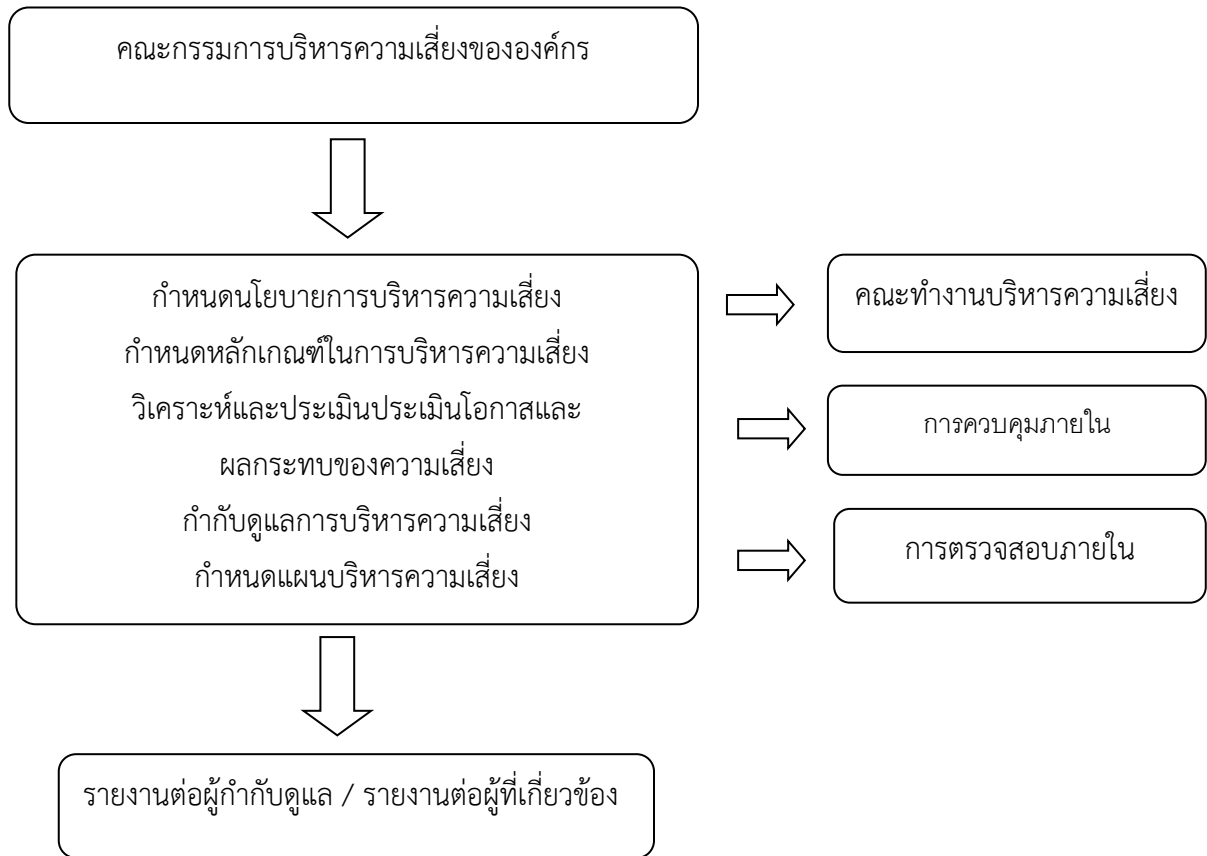 คณะกรรมการบริหารความเสี่ยงขององค์กร
กำหนดนโยบายการบริหารความเสี่ยง
กำหนดหลักเกณฑ์ในการบริหารความเสี่ยง
วิเคราะห์และประเมินประเมินโอกาสและ
ผลกระทบของความเสี่ยง
กำกับดูแลการบริหารความเสี่ยง
กำหนดแผนบริหารความเสี่ยง
คณะทำงานบริหารความเสี่ยง
การควบคุมภายใน
การตรวจสอบภายใน
รายงานต่อผู้กำกับดูแล / รายงานต่อผู้ที่เกี่ยวข้อง